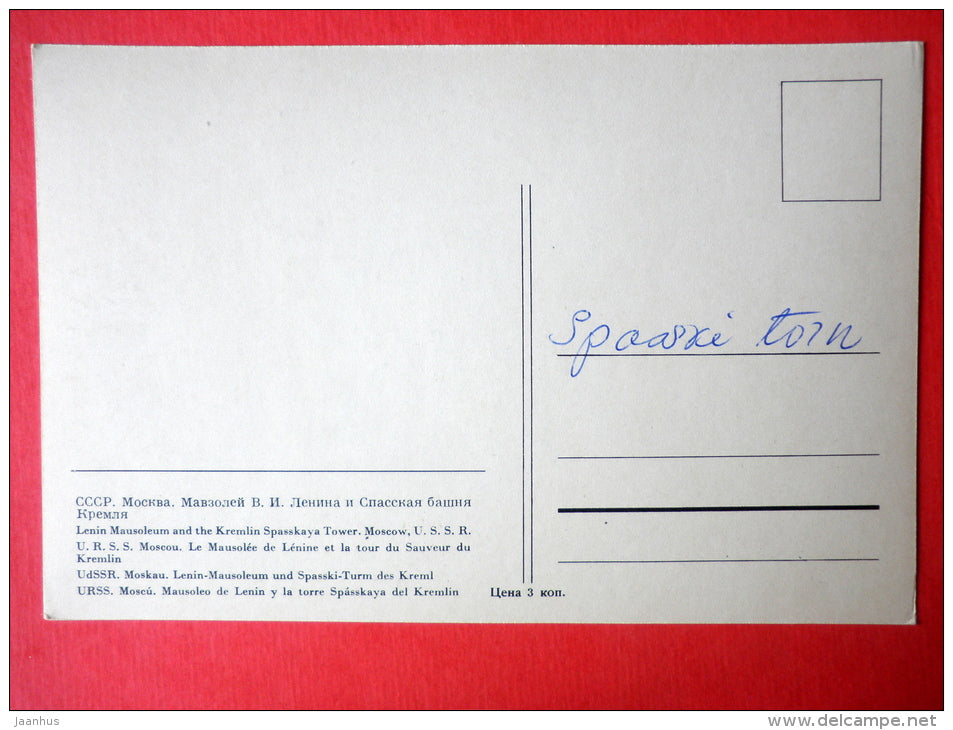 Spasski torn
СССР. Москва. Мавзолей В. И. Ленина и Спасская башня
Кремля
Lenin Mausoleum and the Kremlin Spasskaya Tower. Moscow, U. S. S. R.
U. R. S. S. Moscou. Le Mausolée de Lénine et la tour du Sauveur du
Kremlin
UdSSR. Moskau. Lenin-Mausoleum und Spasski-Turm des Kreml
URSS. Moscú. Mausoleo de Lenin y la torre Spásskaya del Kremlin
Цена 3 коп.
Jaanhus
www.delcampe.net